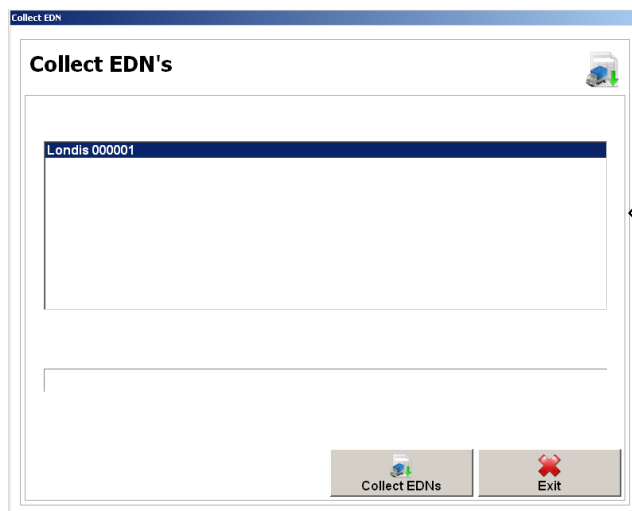 Collect EDN
Collect EDN's
Londis 000001
Collect EDNs
Exit